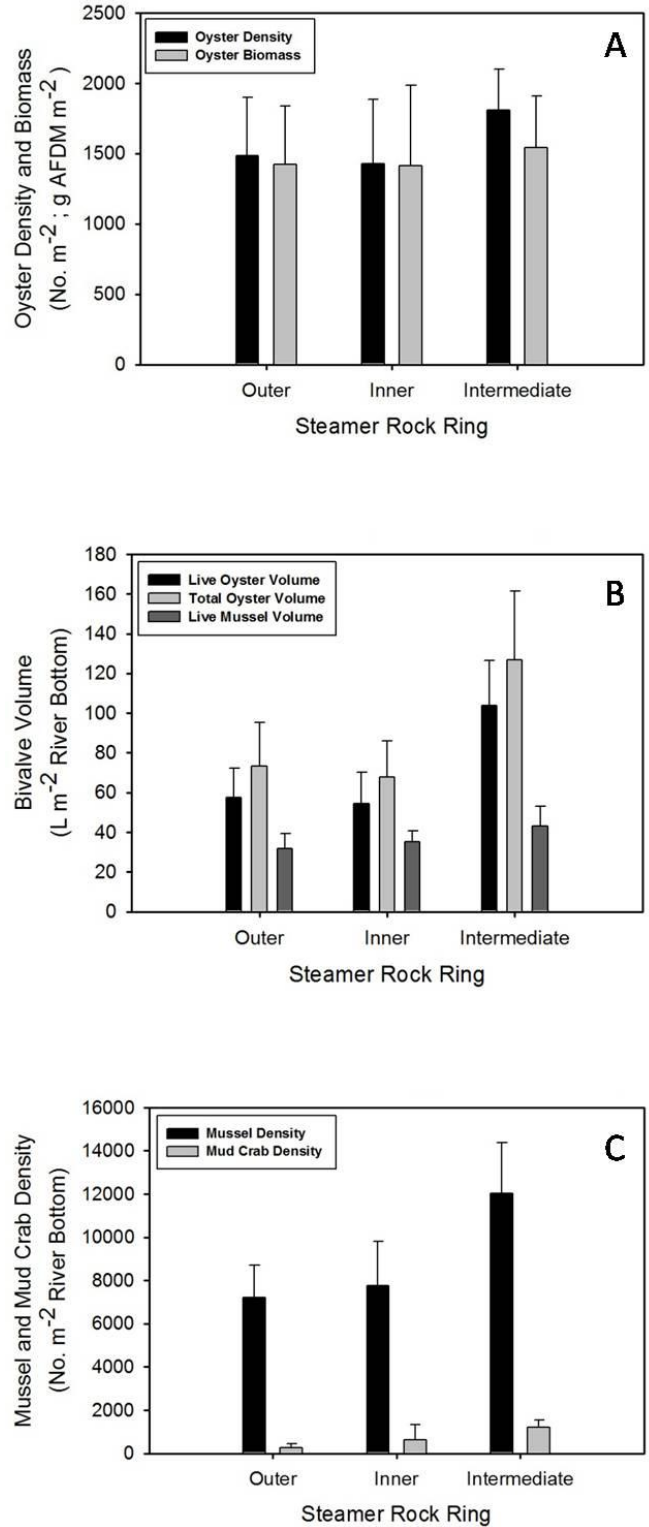 A
Oyster Density
Oyster Biomass
Oyster Density and Biomass
(No. m⁻² ; g AFDM m⁻²)
2500
2000
1500
1000
500
0
Outer Inner Intermediate
Steamer Rock Ring
B
Live Oyster Volume
Total Oyster Volume
Live Mussel Volume
Bivalve Volume
(L m⁻² River Bottom)
180
160
140
120
100
80
60
40
20
0
Outer Inner Intermediate
Steamer Rock Ring
C
Mussel Density
Mud Crab Density
Mussel and Mud Crab Density
(No. m⁻² River Bottom)
16000
14000
12000
10000
8000
6000
4000
2000
0
Outer Inner Intermediate
Steamer Rock Ring